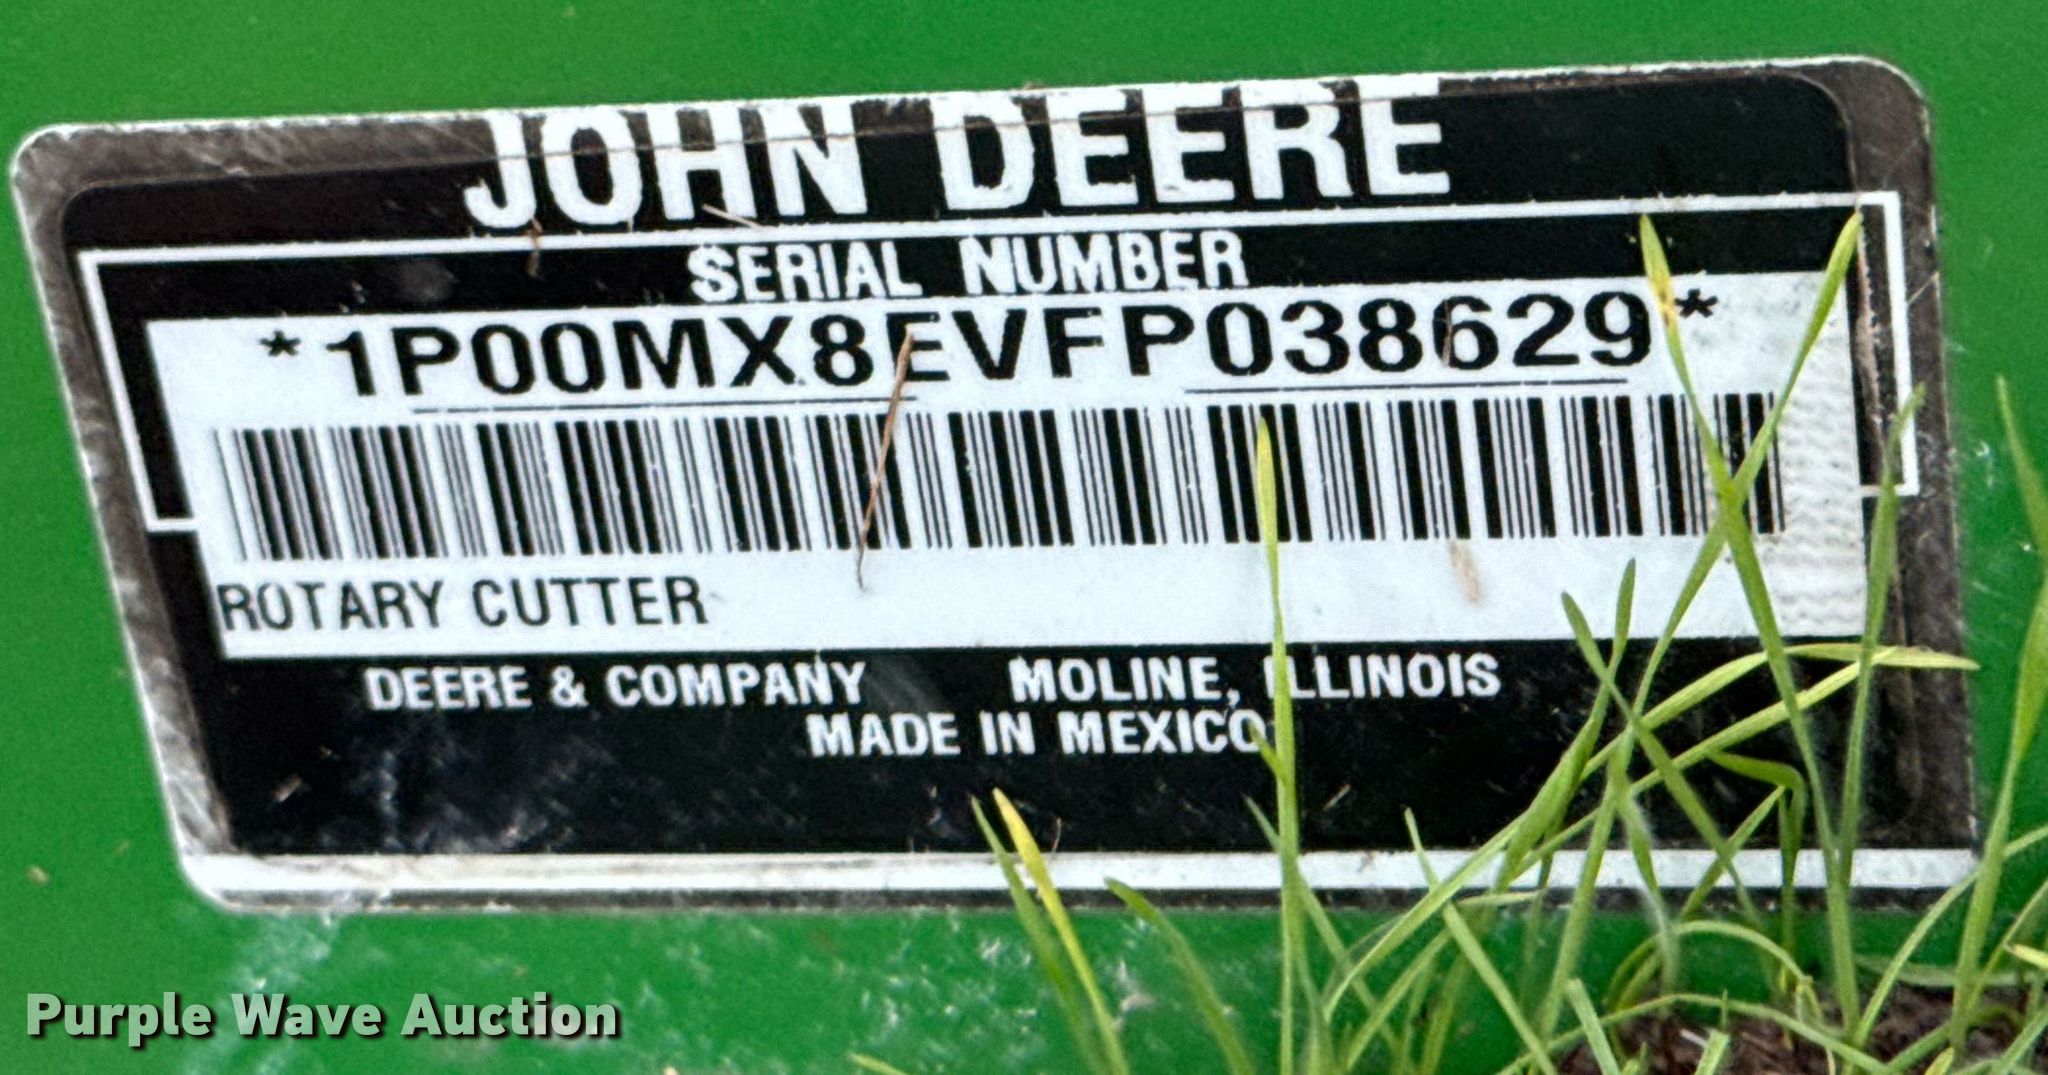 JOHN DEERE
SERIAL NUMBER
*1P00MX8EVFP038629*
ROTARY CUTTER
DEERE & COMPANY MOLINE, ILLINOIS
MADE IN MEXICO
Purple Wave Auction